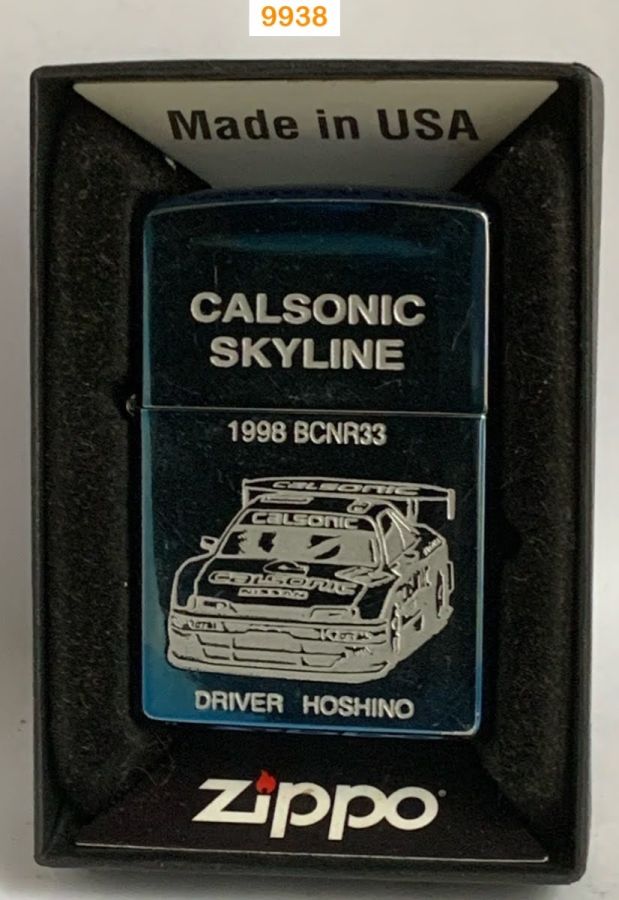 9938
Made in USA
CALSONIC
SKYLINE
1998 BCNR33
CALSONIC
CALSONIC
CALSONIC
NISSAN
DRIVER HOSHINO
Zippo